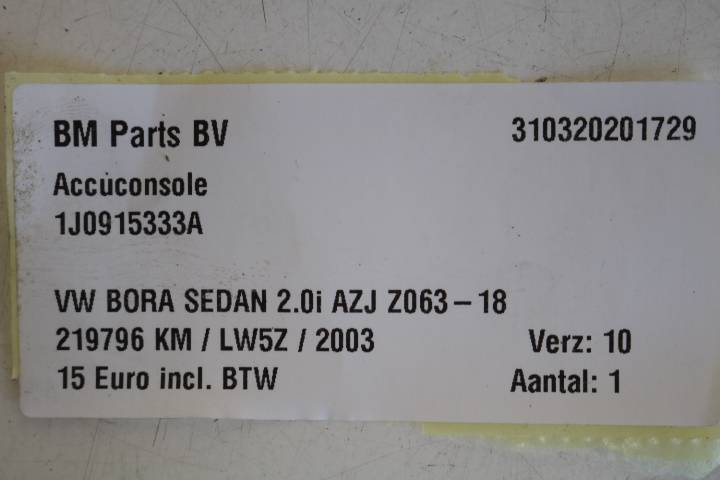 BM Parts BV 310320201729
Accuconsole
1J0915333A
VW BORA SEDAN 2.0i AZJ Z063-18
219796 KM / LW5Z / 2003 Verz: 10
15 Euro incl. BTW Aantal: 1